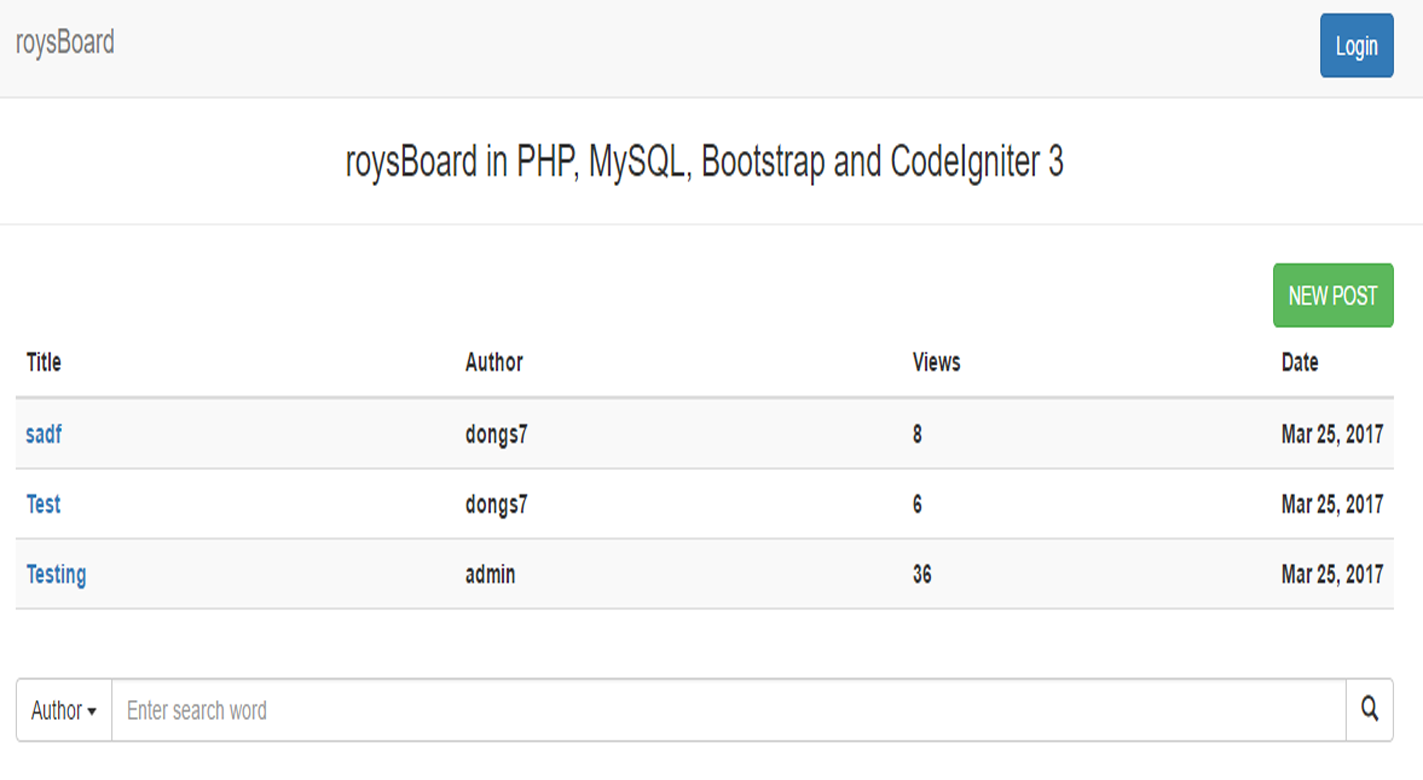 roysBoard Login
roysBoard in PHP, MySQL, Bootstrap and CodeIgniter 3
NEW POST
Title Author Views Date
sadf dongs7 8 Mar 25, 2017
Test dongs7 6 Mar 25, 2017
Testing admin 36 Mar 25, 2017
Author Enter search word